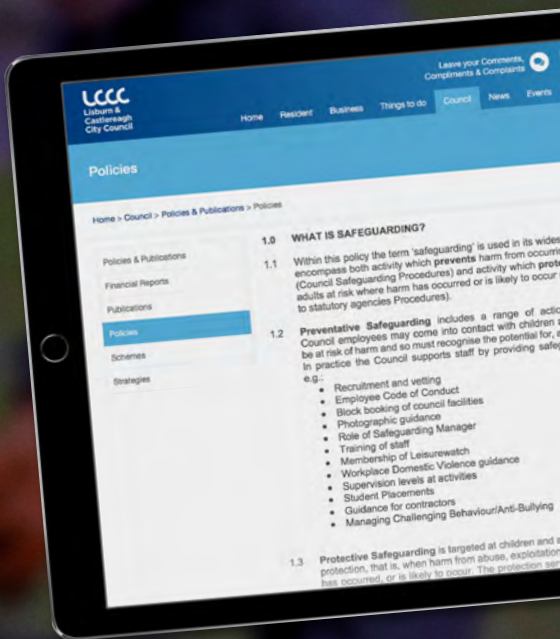 Leave your Comments,
Compliments & Complaints
LCCC
Lisburn &
Castlereagh
City Council
Home Resident Business Things to do Council News Events
Policies
Home > Council > Policies & Publications > Policies
Policies & Publications
Financial Reports
Publications
Policies
Schemes
Strategies
1.0 WHAT IS SAFEGUARDING?
1.1 Within this policy the term 'safeguarding' is used in its wides
encompass both activity which prevents harm from occurri
(Council Safeguarding Procedures) and activity which prote
adults at risk where harm has occurred or is likely to occur
to statutory agencies Procedures).
1.2 Preventative Safeguarding includes a range of actio
Council employees may come into contact with children a
be at risk of harm and so must recognise the potential for, a
In practice the Council supports staff by providing safeg
e.g.:
• Recruitment and vetting
• Employee Code of Conduct
• Block booking of council facilities
• Photographic guidance
• Role of Safeguarding Manager
• Training of staff
• Membership of Leisurewatch
• Workplace Domestic Violence guidance
• Supervision levels at activities
• Student Placements
• Guidance for contractors
• Managing Challenging Behaviour/Anti-Bullying
1.3 Protective Safeguarding is targeted at children and a
protection, that is, when harm from abuse, exploitation
has occurred, or is likely to occur. The protection ser